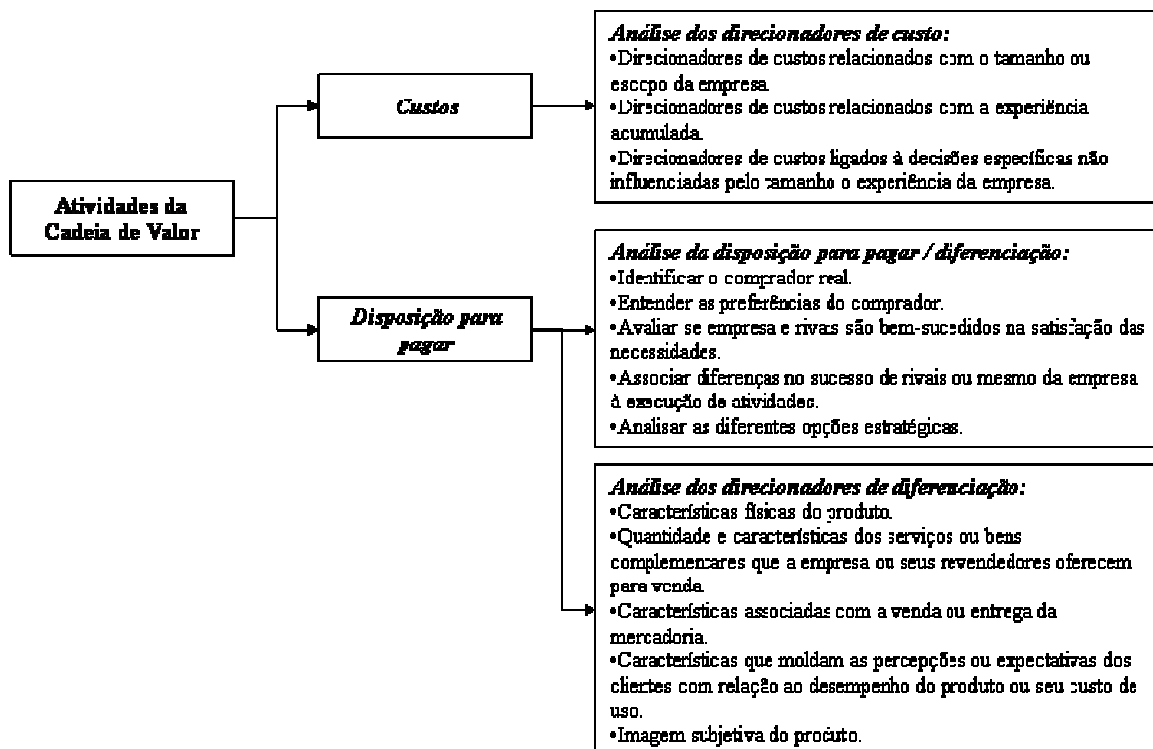 Atividades da
Cadeia de Valor
Custos
Disposição para
pagar
Análise dos direcionadores de custo:
•Direcionadores de custos relacionados com o tamanho ou
escopo da empresa.
•Direcionadores de custos relacionados com a experiência
acumulada.
•Direcionadores de custos ligados à decisões específicas não
influenciadas pelo tamanho o experiência da empresa.
Análise da disposição para pagar / diferenciação:
•Identificar o comprador real.
•Entender as preferências do comprador.
•Avaliar se empresa e rivais são bem-sucedidos na satisfação das
necessidades.
•Associar diferenças no sucesso de rivais ou mesmo da empresa
à execução de atividades.
•Analisar as diferentes opções estratégicas.
Análise dos direcionadores de diferenciação:
•Características físicas do produto.
•Quantidade e características dos serviços ou bens
complementares que a empresa ou seus revendedores oferecem
para venda.
•Características associadas com a venda ou entrega da
mercadoria.
•Características que moldam as percepções ou expectativas dos
clientes com relação ao desempenho do produto ou seu custo de
uso.
•Imagem subjetiva do produto.